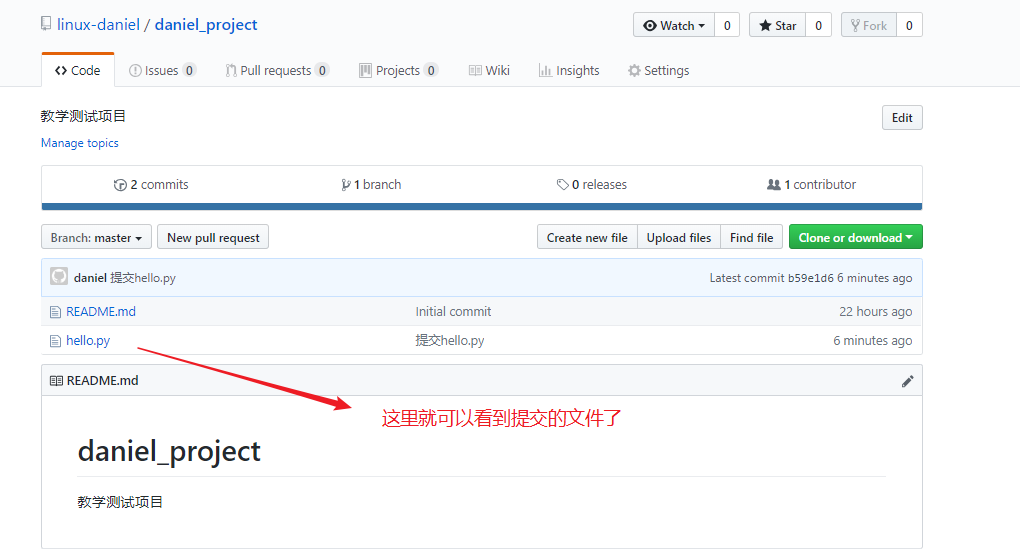 linux-daniel / daniel_project Watch 0 Star 0 Fork 0
Code Issues 0 Pull requests 0 Projects 0 Wiki Insights Settings
教学测试项目 Edit
Manage topics
2 commits 1 branch 0 releases 1 contributor
Branch: master New pull request Create new file Upload files Find file Clone or download
daniel 提交hello.py Latest commit b59e1d6 6 minutes ago
README.md Initial commit 22 hours ago
hello.py 提交hello.py 6 minutes ago
README.md
这里就可以看到提交的文件了
daniel_project
教学测试项目